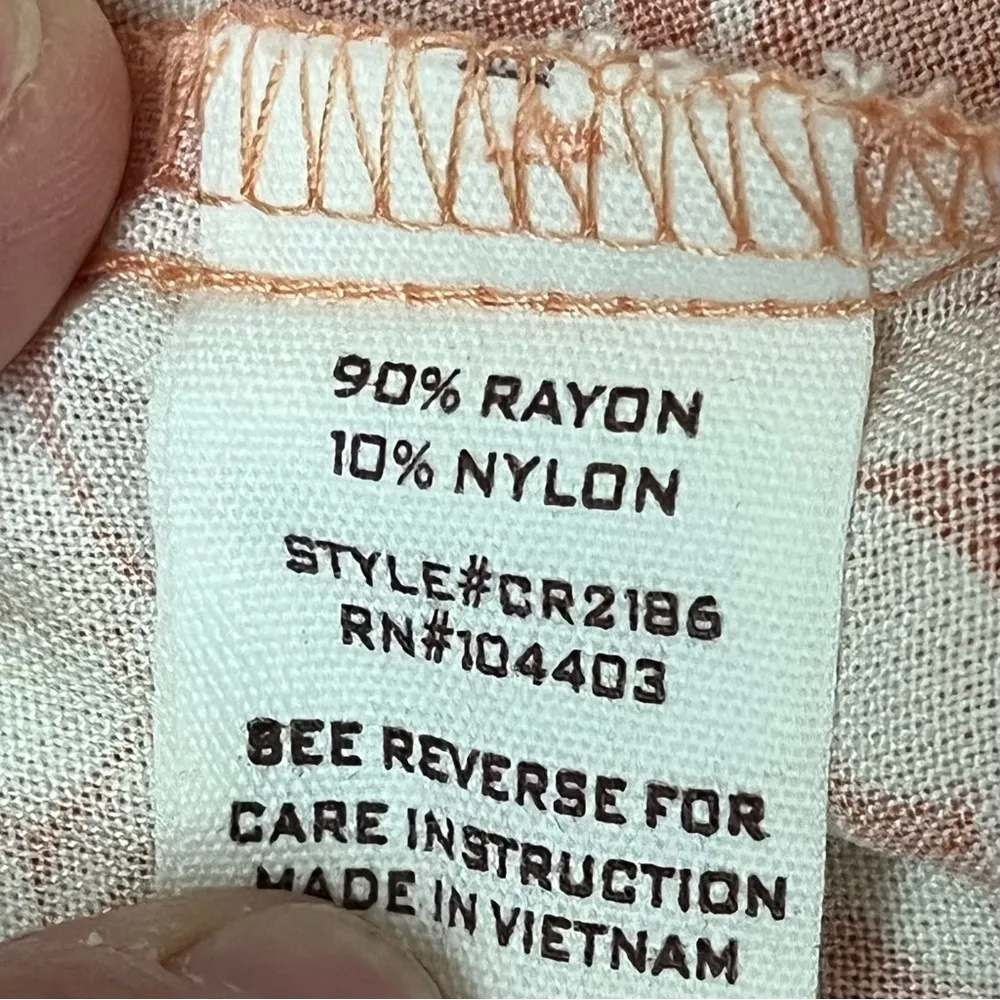 90% RAYON
10% NYLON
STYLE#CR2186
RN#104403
SEE REVERSE FOR
CARE INSTRUCTION
MADE IN VIETNAM